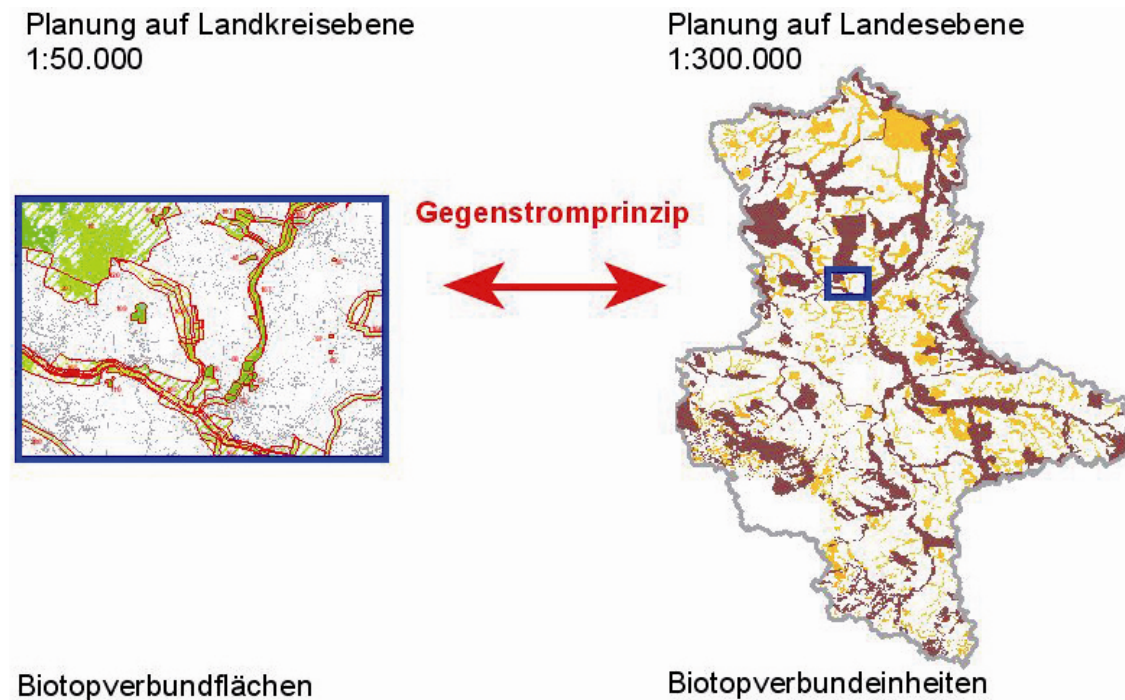 Planung auf Landkreisebene
1:50.000
Planung auf Landesebene
1:300.000
Gegenstromprinzip
Biotopverbundflächen
Biotopverbundeinheiten